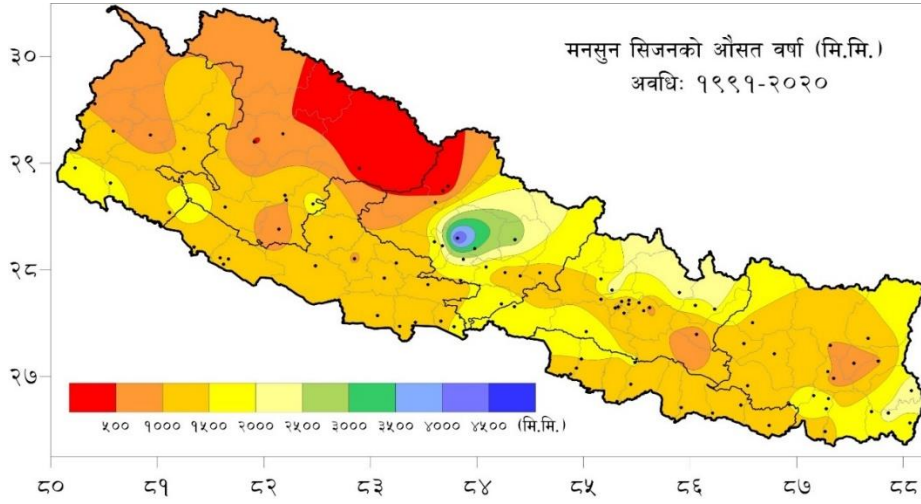 मनसुन सिजनको औसत वर्षा (मि.मि.)
अवधिः १९९१-२०२०
३०
२९
२८
२७
५०० १००० १५०० २००० २५०० ३००० ३५०० ४००० ४५०० (मि.मि.)
८० ८१ ८२ ८३ ८४ ८५ ८६ ८७ ८८